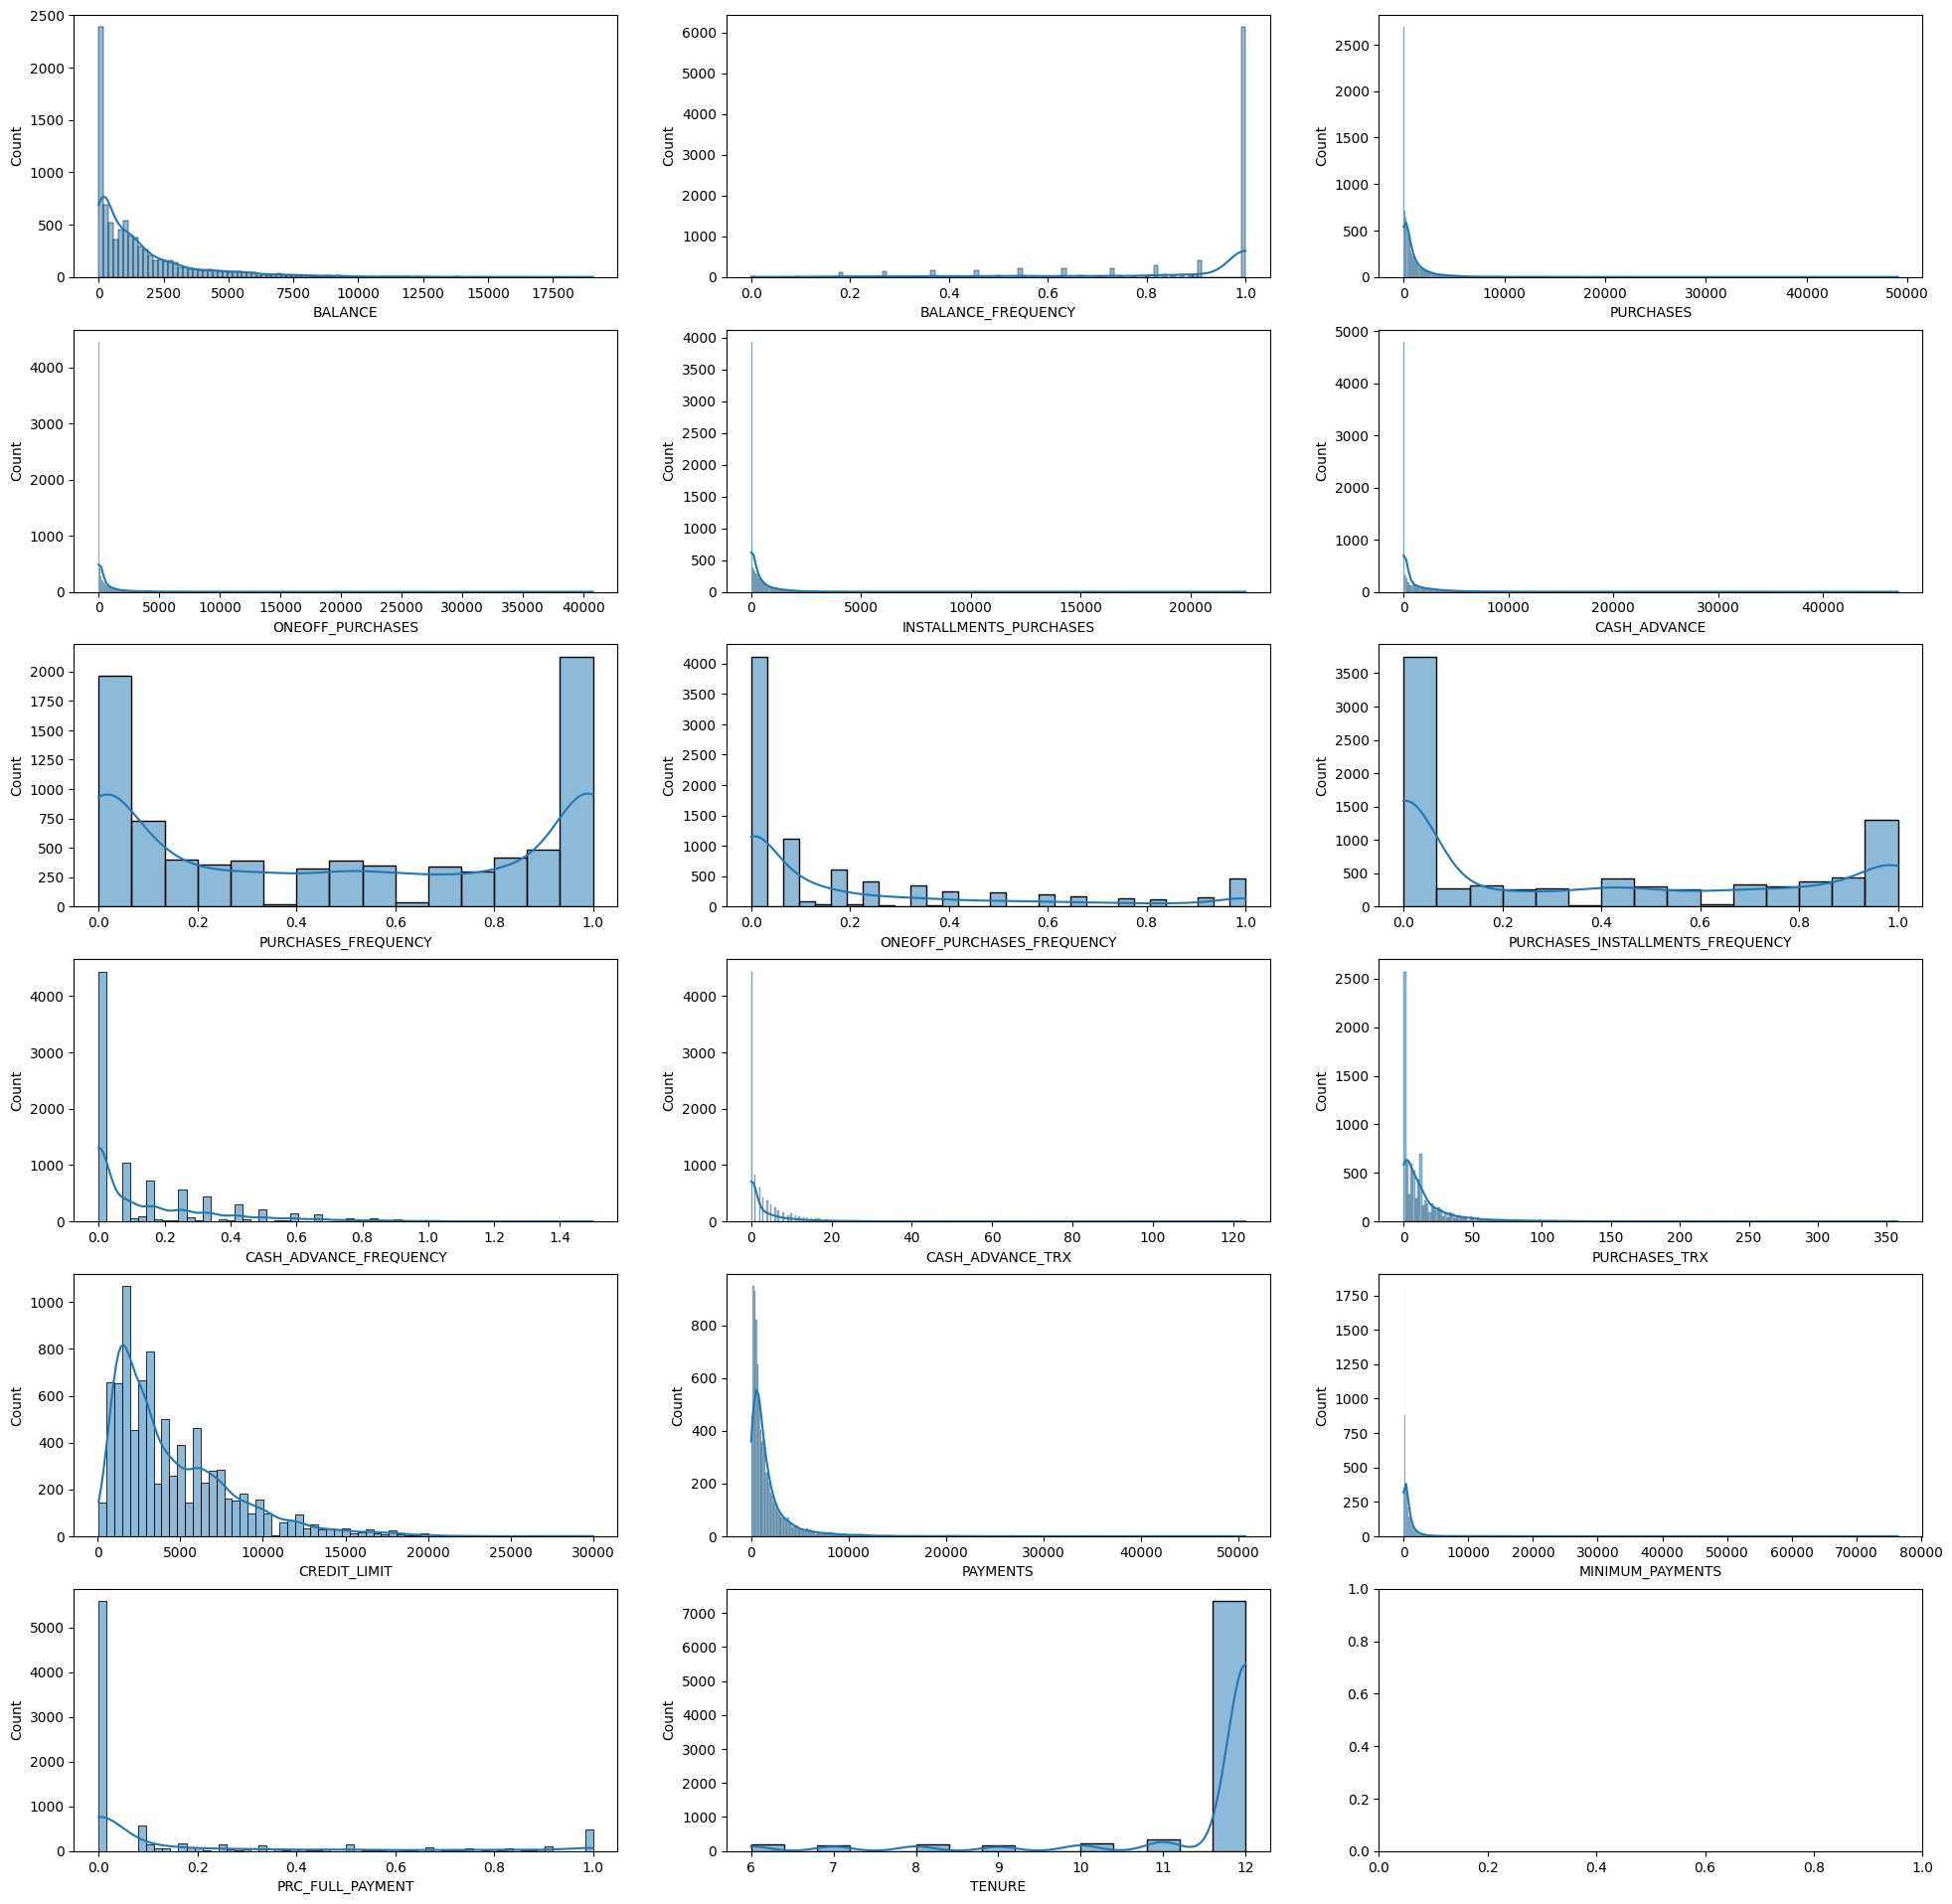 2500
2000
1500
1000
500
0
Count
0 2500 5000 7500 10000 12500 15000 17500
BALANCE
6000
5000
4000
3000
2000
1000
0
Count
0.0 0.2 0.4 0.6 0.8 1.0
BALANCE_FREQUENCY
2500
2000
1500
1000
500
0
Count
0 10000 20000 30000 40000 50000
PURCHASES
4000
3000
2000
1000
0
Count
0 5000 10000 15000 20000 25000 30000 35000 40000
ONEOFF_PURCHASES
4000
3500
3000
2500
2000
1500
1000
500
0
Count
0 5000 10000 15000 20000
INSTALLMENTS_PURCHASES
5000
4000
3000
2000
1000
0
Count
0 10000 20000 30000 40000
CASH_ADVANCE
2000
1750
1500
1250
1000
750
500
250
0
Count
0.0 0.2 0.4 0.6 0.8 1.0
PURCHASES_FREQUENCY
4000
3500
3000
2500
2000
1500
1000
500
0
Count
0.0 0.2 0.4 0.6 0.8 1.0
ONEOFF_PURCHASES_FREQUENCY
3500
3000
2500
2000
1500
1000
500
0
Count
0.0 0.2 0.4 0.6 0.8 1.0
PURCHASES_INSTALLMENTS_FREQUENCY
4000
3000
2000
1000
0
Count
0.0 0.2 0.4 0.6 0.8 1.0 1.2 1.4
CASH_ADVANCE_FREQUENCY
4000
3000
2000
1000
0
Count
0 20 40 60 80 100 120
CASH_ADVANCE_TRX
2500
2000
1500
1000
500
0
Count
0 50 100 150 200 250 300 350
PURCHASES_TRX
1000
800
600
400
200
0
Count
0 5000 10000 15000 20000 25000 30000
CREDIT_LIMIT
800
600
400
200
0
Count
0 10000 20000 30000 40000 50000
PAYMENTS
1750
1500
1250
1000
750
500
250
0
Count
0 10000 20000 30000 40000 50000 60000 70000 80000
MINIMUM_PAYMENTS
5000
4000
3000
2000
1000
0
Count
0.0 0.2 0.4 0.6 0.8 1.0
PRC_FULL_PAYMENT
7000
6000
5000
4000
3000
2000
1000
0
Count
6 7 8 9 10 11 12
TENURE
1.0
0.8
0.6
0.4
0.2
0.0
0.0 0.2 0.4 0.6 0.8 1.0